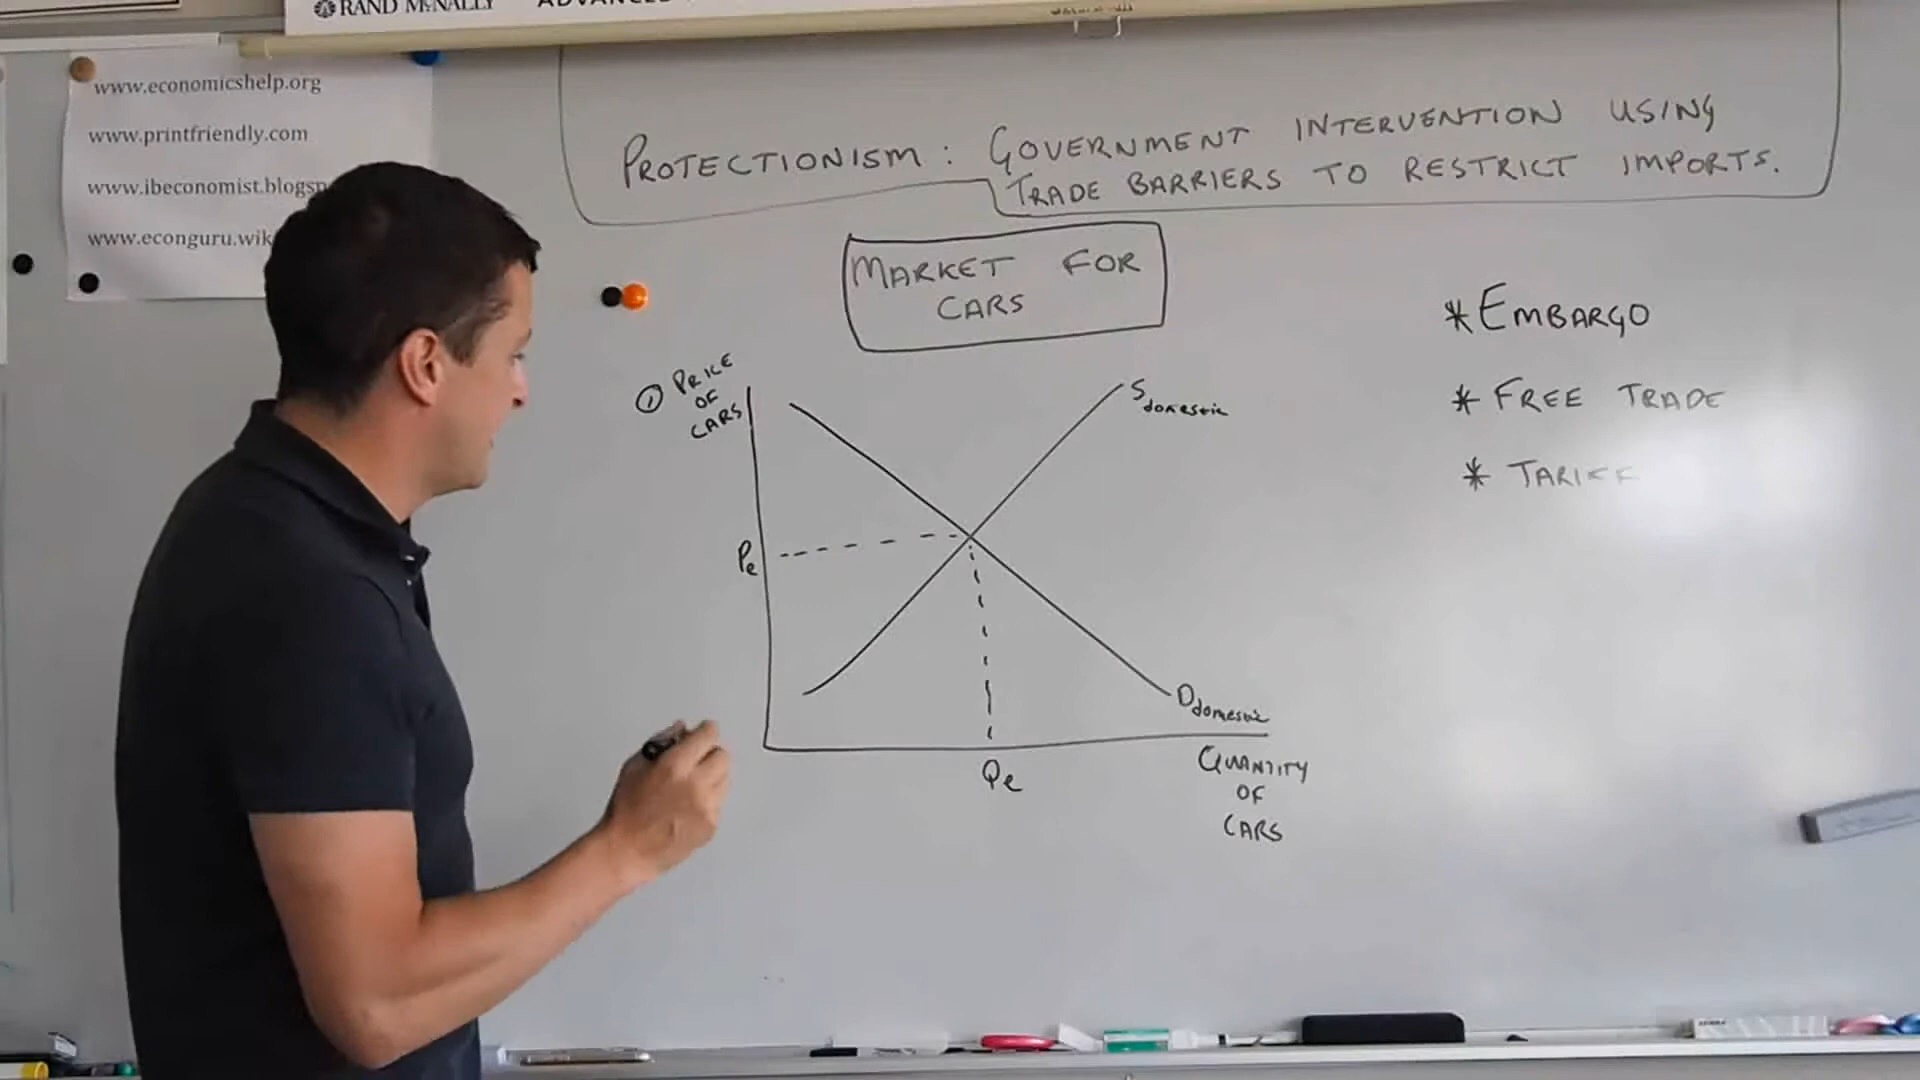 RAND McNALLY
www.economicshelp.org
www.printfriendly.com
www.ibeconomist.blogsp
www.econguru.wik
PROTECTIONISM : GOVERNMENT INTERVENTION USING
TRADE BARRIERS TO RESTRICT IMPORTS.
MARKET FOR
CARS
* EMBARGO
* FREE TRADE
* TARIFF
① PRICE
OF
CARS
S domestic
Pe
D domestic
Qe
QUANTITY
OF
CARS